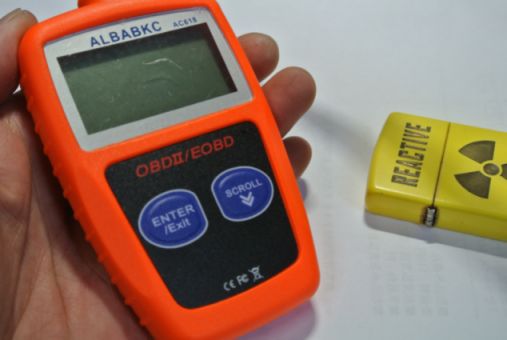 ALBABKC
AC618
OBDII/EOBD
ENTER
/Exit
SCROLL
CE FC
REACTIVE